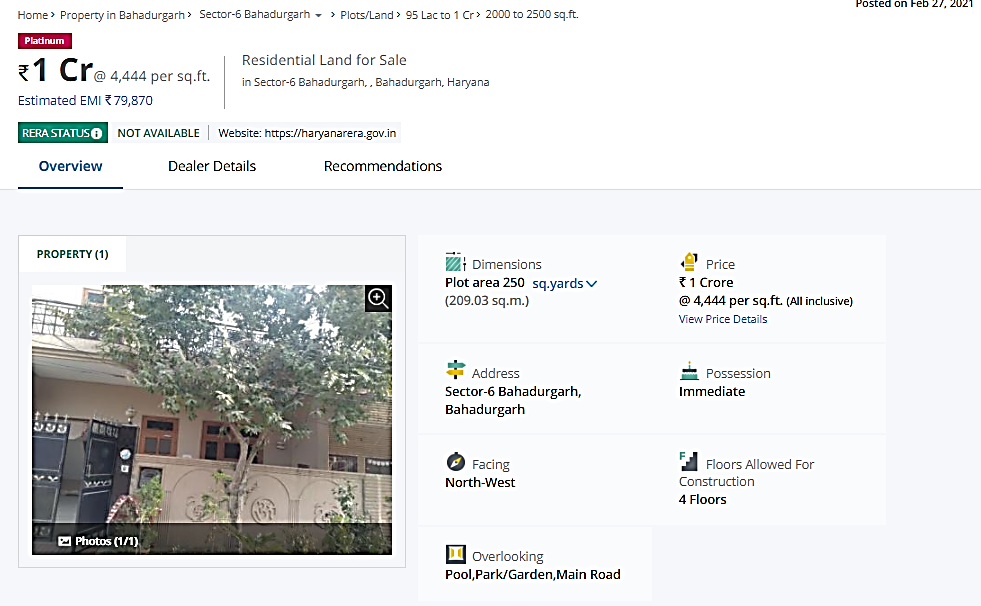 Posted on Feb 27, 2021
Home › Property in Bahadurgarh › Sector-6 Bahadurgarh › Plots/Land › 95 Lac to 1 Cr › 2000 to 2500 sq.ft.
Platinum
₹1 Cr @ 4,444 per sq.ft.
Estimated EMI ₹79,870
Residential Land for Sale
in Sector-6 Bahadurgarh, , Bahadurgarh, Haryana
RERA STATUS NOT AVAILABLE Website: https://haryanarera.gov.in
Overview Dealer Details Recommendations
PROPERTY (1)
Photos (1/1)
Dimensions
Plot area 250 sq.yards
(209.03 sq.m.)
Price
₹ 1 Crore
@ 4,444 per sq.ft. (All inclusive)
View Price Details
Address
Sector-6 Bahadurgarh,
Bahadurgarh
Possession
Immediate
Facing
North-West
Floors Allowed For
Construction
4 Floors
Overlooking
Pool,Park/Garden,Main Road